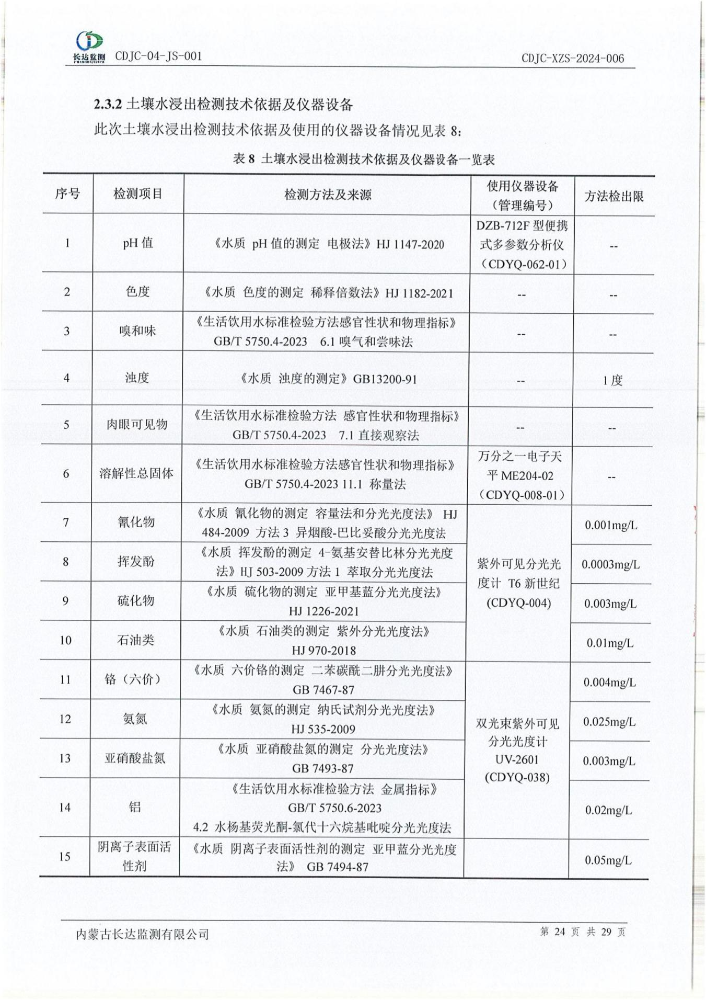 长达监测
CHANGDAJIANCE
CDJC-04-JS-001
CDJC-XZS-2024-006
2.3.2 土壤水浸出检测技术依据及仪器设备
此次土壤水浸出检测技术依据及使用的仪器设备情况见表 8:
表 8 土壤水浸出检测技术依据及仪器设备一览表
序号 检测项目 检测方法及来源 使用仪器设备 方法检出限
（管理编号）
1 pH 值 《水质 pH 值的测定 电极法》HJ 1147-2020 DZB-712F 型便携 --
式多参数分析仪
（CDYQ-062-01）
2 色度 《水质 色度的测定 稀释倍数法》HJ 1182-2021 -- --
3 嗅和味 《生活饮用水标准检验方法感官性状和物理指标》 -- --
GB/T 5750.4-2023 6.1 嗅气和尝味法
4 浊度 《水质 浊度的测定》GB13200-91 -- 1 度
5 肉眼可见物 《生活饮用水标准检验方法 感官性状和物理指标》 -- --
GB/T 5750.4-2023 7.1 直接观察法
6 溶解性总固体 《生活饮用水标准检验方法感官性状和物理指标》 万分之一电子天 --
GB/T 5750.4-2023 11.1 称量法 平 ME204-02
（CDYQ-008-01）
7 氰化物 《水质 氰化物的测定 容量法和分光光度法》 HJ 0.001mg/L
484-2009 方法 3 异烟酸-巴比妥酸分光光度法
8 挥发酚 《水质 挥发酚的测定 4-氨基安替比林分光光度 紫外可见分光光 0.0003mg/L
法》HJ 503-2009 方法 1 萃取分光光度法 度计 T6 新世纪
9 硫化物 《水质 硫化物的测定 亚甲基蓝分光光度法》 (CDYQ-004) 0.003mg/L
HJ 1226-2021
10 石油类 《水质 石油类的测定 紫外分光光度法》 0.01mg/L
HJ 970-2018
11 铬（六价） 《水质 六价铬的测定 二苯碳酰二肼分光光度法》 0.004mg/L
GB 7467-87
12 氨氮 《水质 氨氮的测定 纳氏试剂分光光度法》 双光束紫外可见 0.025mg/L
HJ 535-2009 分光光度计
13 亚硝酸盐氮 《水质 亚硝酸盐氮的测定 分光光度法》 UV-2601 0.003mg/L
GB 7493-87 (CDYQ-038)
14 铝 《生活饮用水标准检验方法 金属指标》 0.02mg/L
GB/T 5750.6-2023
4.2 水杨基荧光酮-氯代十六烷基吡啶分光光度法
15 阴离子表面活 《水质 阴离子表面活性剂的测定 亚甲蓝分光光度 0.05mg/L
性剂 法》 GB 7494-87
内蒙古长达监测有限公司
第 24 页 共 29 页